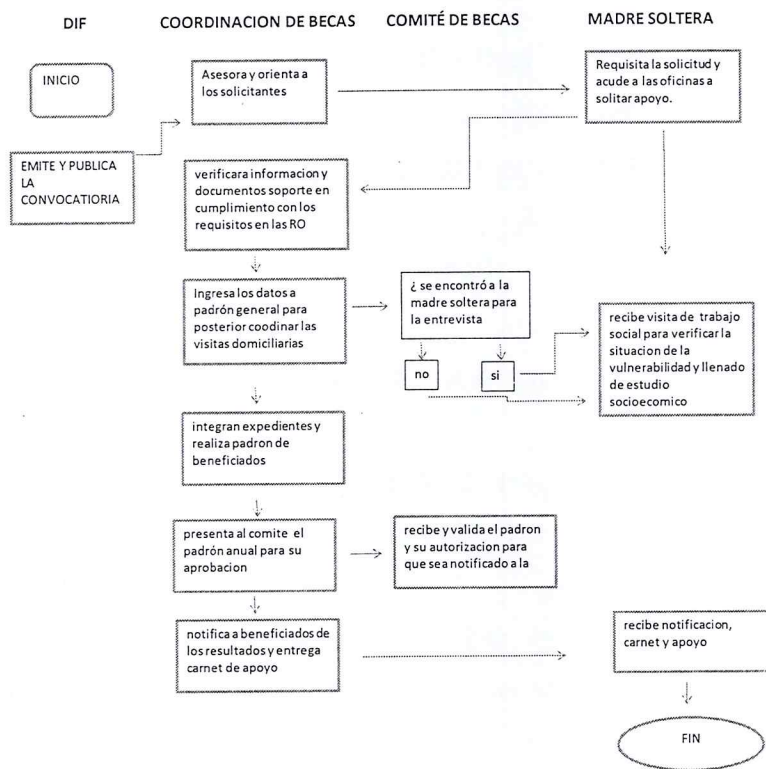 DIF
COORDINACION DE BECAS
COMITÉ DE BECAS
MADRE SOLTERA
INICIO
Asesora y orienta a
los solicitantes
Requisita la solicitud y
acude a las oficinas a
solitar apoyo.
EMITE Y PUBLICA
LA
CONVOCATIORIA
verificara informacion y
documentos soporte en
cumplimiento con los
requisitos en las RO
Ingresa los datos a
padrón general para
posterior coodinar las
visitas domiciliarias
¿ se encontró a la
madre soltera para
la entrevista
no
si
recibe visita de trabajo
social para verificar la
situacion de la
vulnerabilidad y llenado
de estudio
socioecomico
integran expedientes y
realiza padron de
beneficiados
presenta al comite el
padrón anual para su
aprobacion
recibe y valida el padron
y su autorizacion para
que sea notificado a la
notifica a beneficiados de
los resultados y entrega
carnet de apoyo
recibe notificacion,
carnet y apoyo
FIN